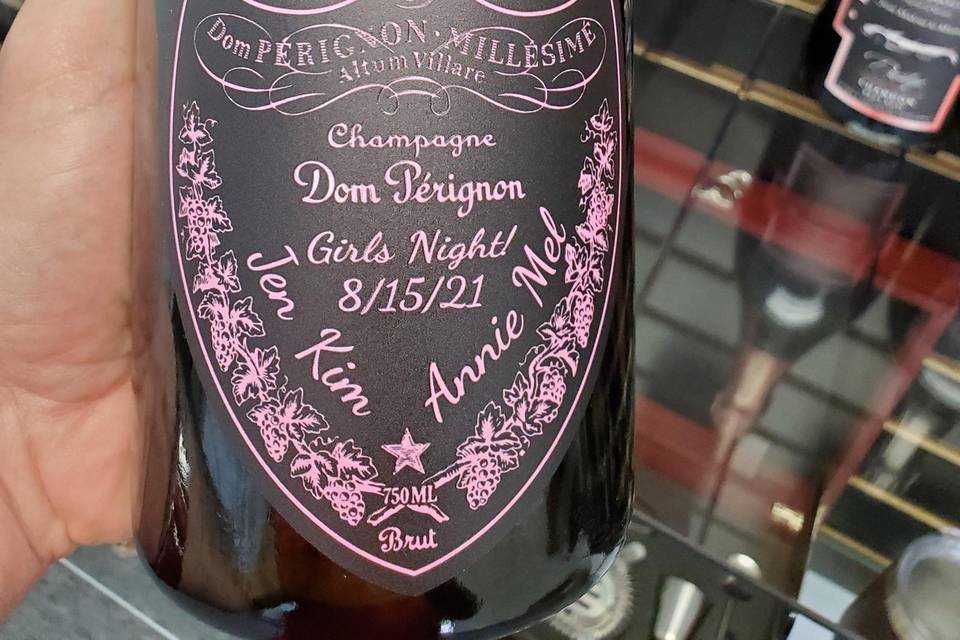 Dom PÉRIGNON · MILLÉSIMÉ
Altum Villare
Champagne
Dom Pérignon
Girls Night!
8/15/21
Jen Kim
Annie Mel
750 ML
Brut
CHANDON